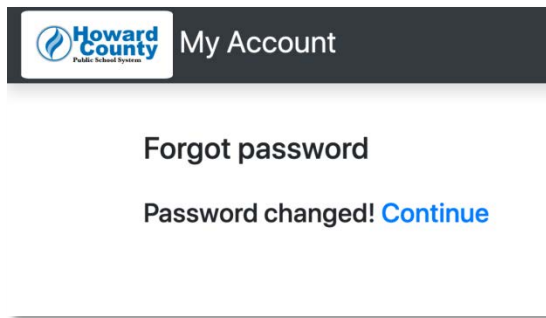 Howard
County
Public School System
My Account
Forgot password
Password changed! Continue